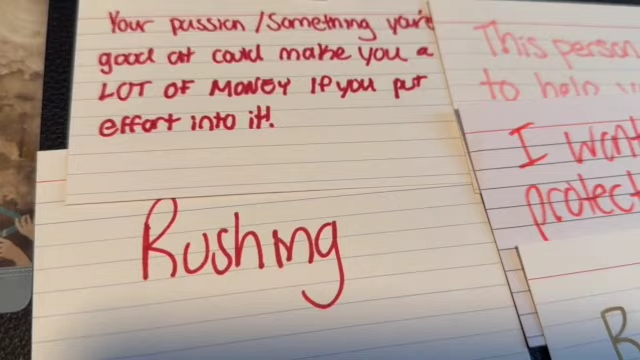 Your passion/Something you're
good at could make you a
LOT OF MONEY if you put
effort into it!
This person
to help
I want
protect
Rushing
R